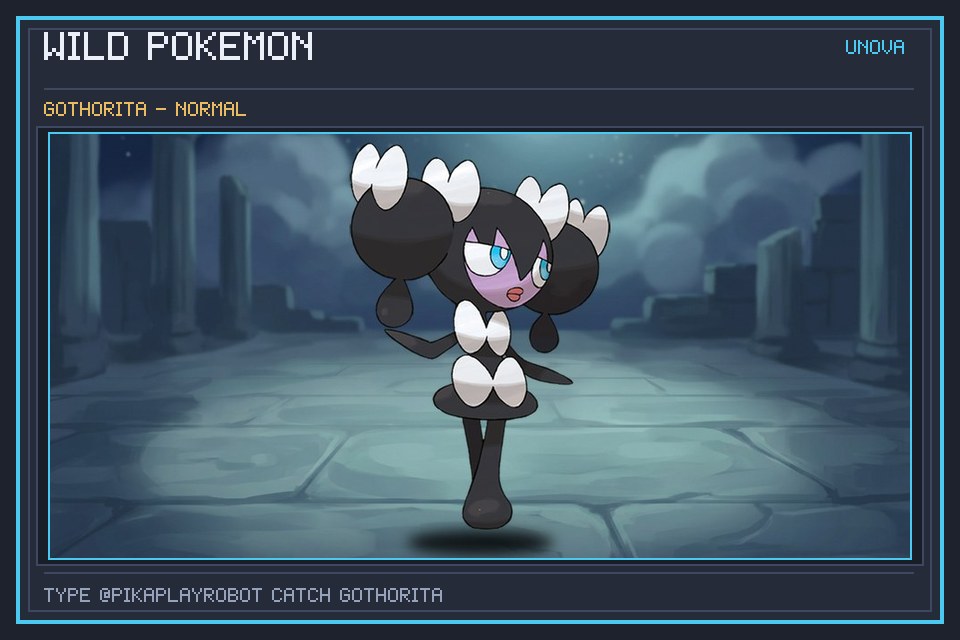 WILD POKEMON
UNOVA
GOTHORITA - NORMAL
TYPE @PIKAPLAYROBOT CATCH GOTHORITA